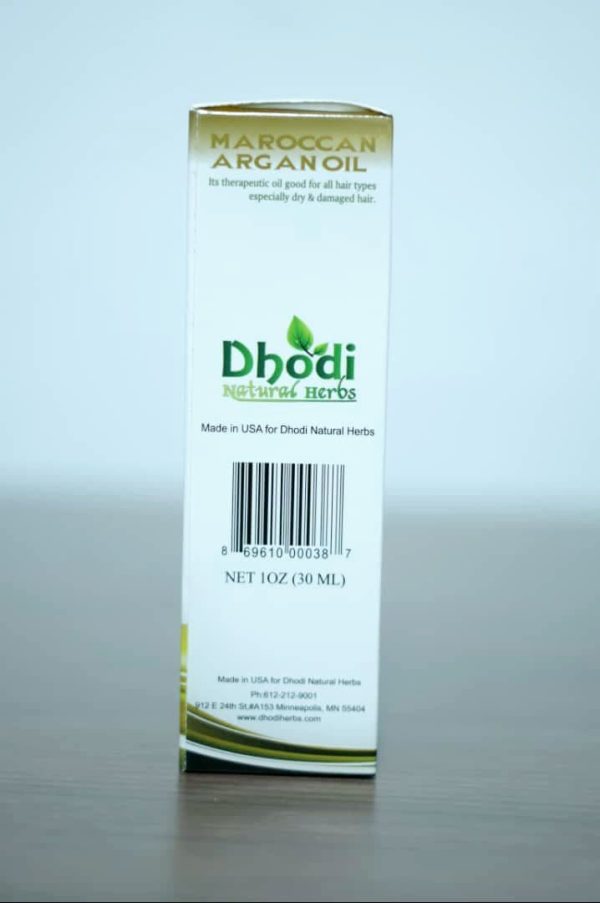 MAROCCAN
ARGAN OIL
Its therapeutic oil good for all hair types
especially dry & damaged hair.
Dhodi
Natural Herbs
Made in USA for Dhodi Natural Herbs
8 69610 00038 7
NET 1OZ (30 ML)
Made in USA for Dhodi Natural Herbs
Ph:612-212-9001
912 E 24th St.#A153 Minneapolis, MN 55404
www.dhodiherbs.com